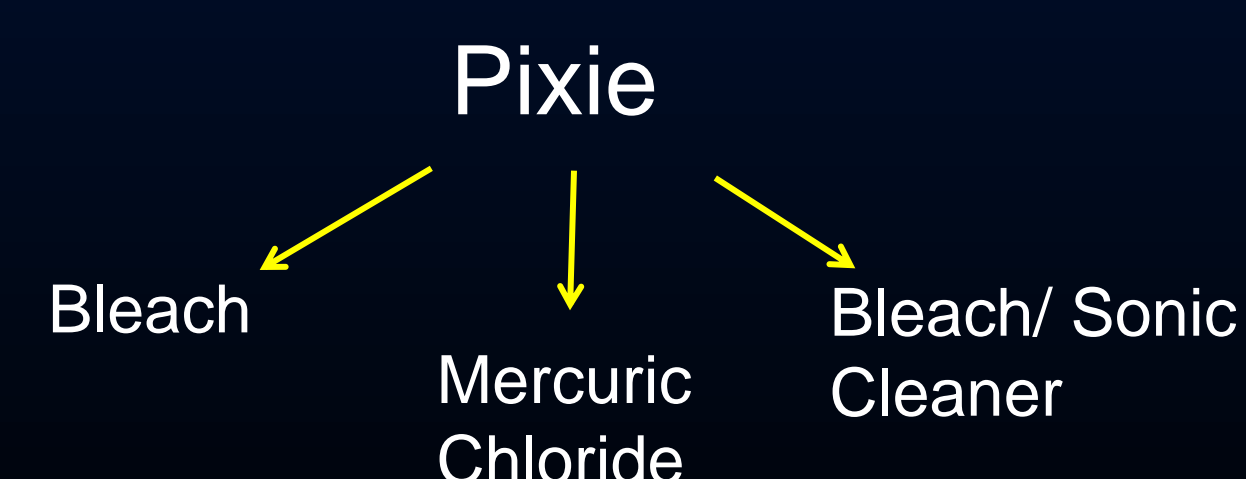 Pixie
Bleach
Mercuric
Chloride
Bleach/ Sonic
Cleaner